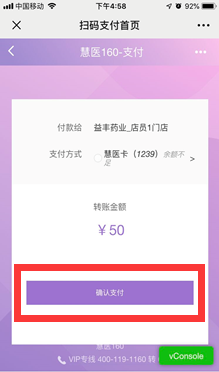 中国移动 下午4:58 92%
扫码支付首页
慧医160-支付
付款给 益丰药业_店员1门店
支付方式 慧医卡（1239）余额不足 >
转账金额
¥50
确认支付
慧医160
VIP专线 400-119-1160 转
vConsole